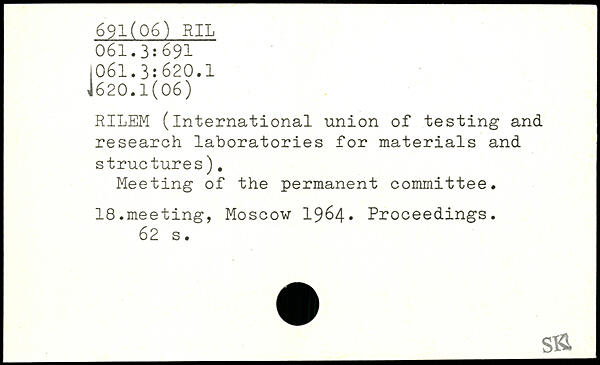 691(06) RIL
061.3:691
061.3:620.1
620.1(06)
RILEM (International union of testing and
research laboratories for materials and
structures).
Meeting of the permanent committee.
18.meeting, Moscow 1964. Proceedings.
62 s.
SK